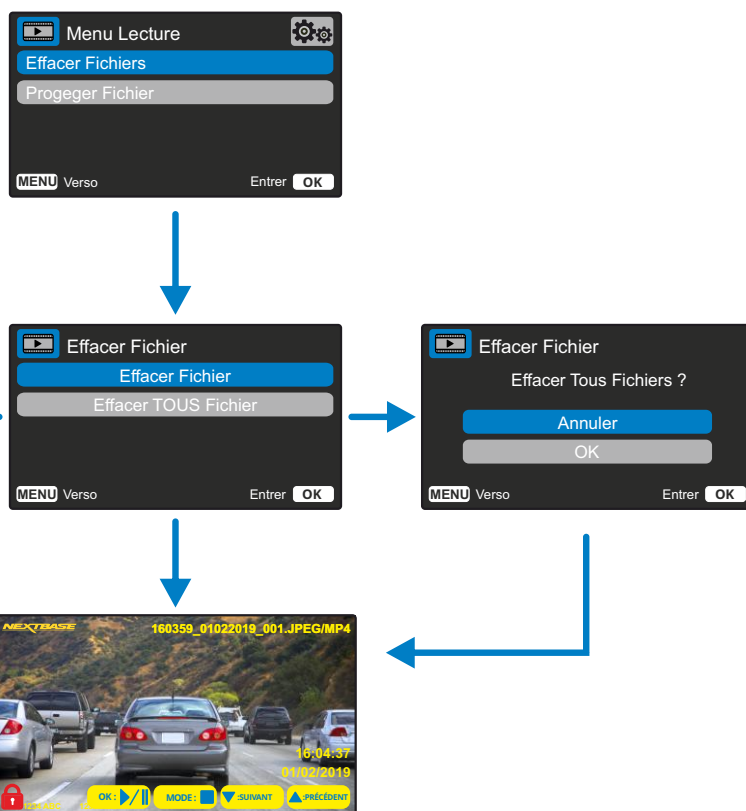 Menu Lecture
Effacer Fichiers
Progeger Fichier
MENU Verso Entrer OK
Effacer Fichier
Effacer Fichier
Effacer TOUS Fichier
MENU Verso Entrer OK
Effacer Fichier
Effacer Tous Fichiers ?
Annuler
OK
MENU Verso Entrer OK
NEXTBASE 160359_01022019_001.JPEG/MP4
16:04:37
01/02/2019
OK : MODE : :SUIVANT :PRÉCÉDENT